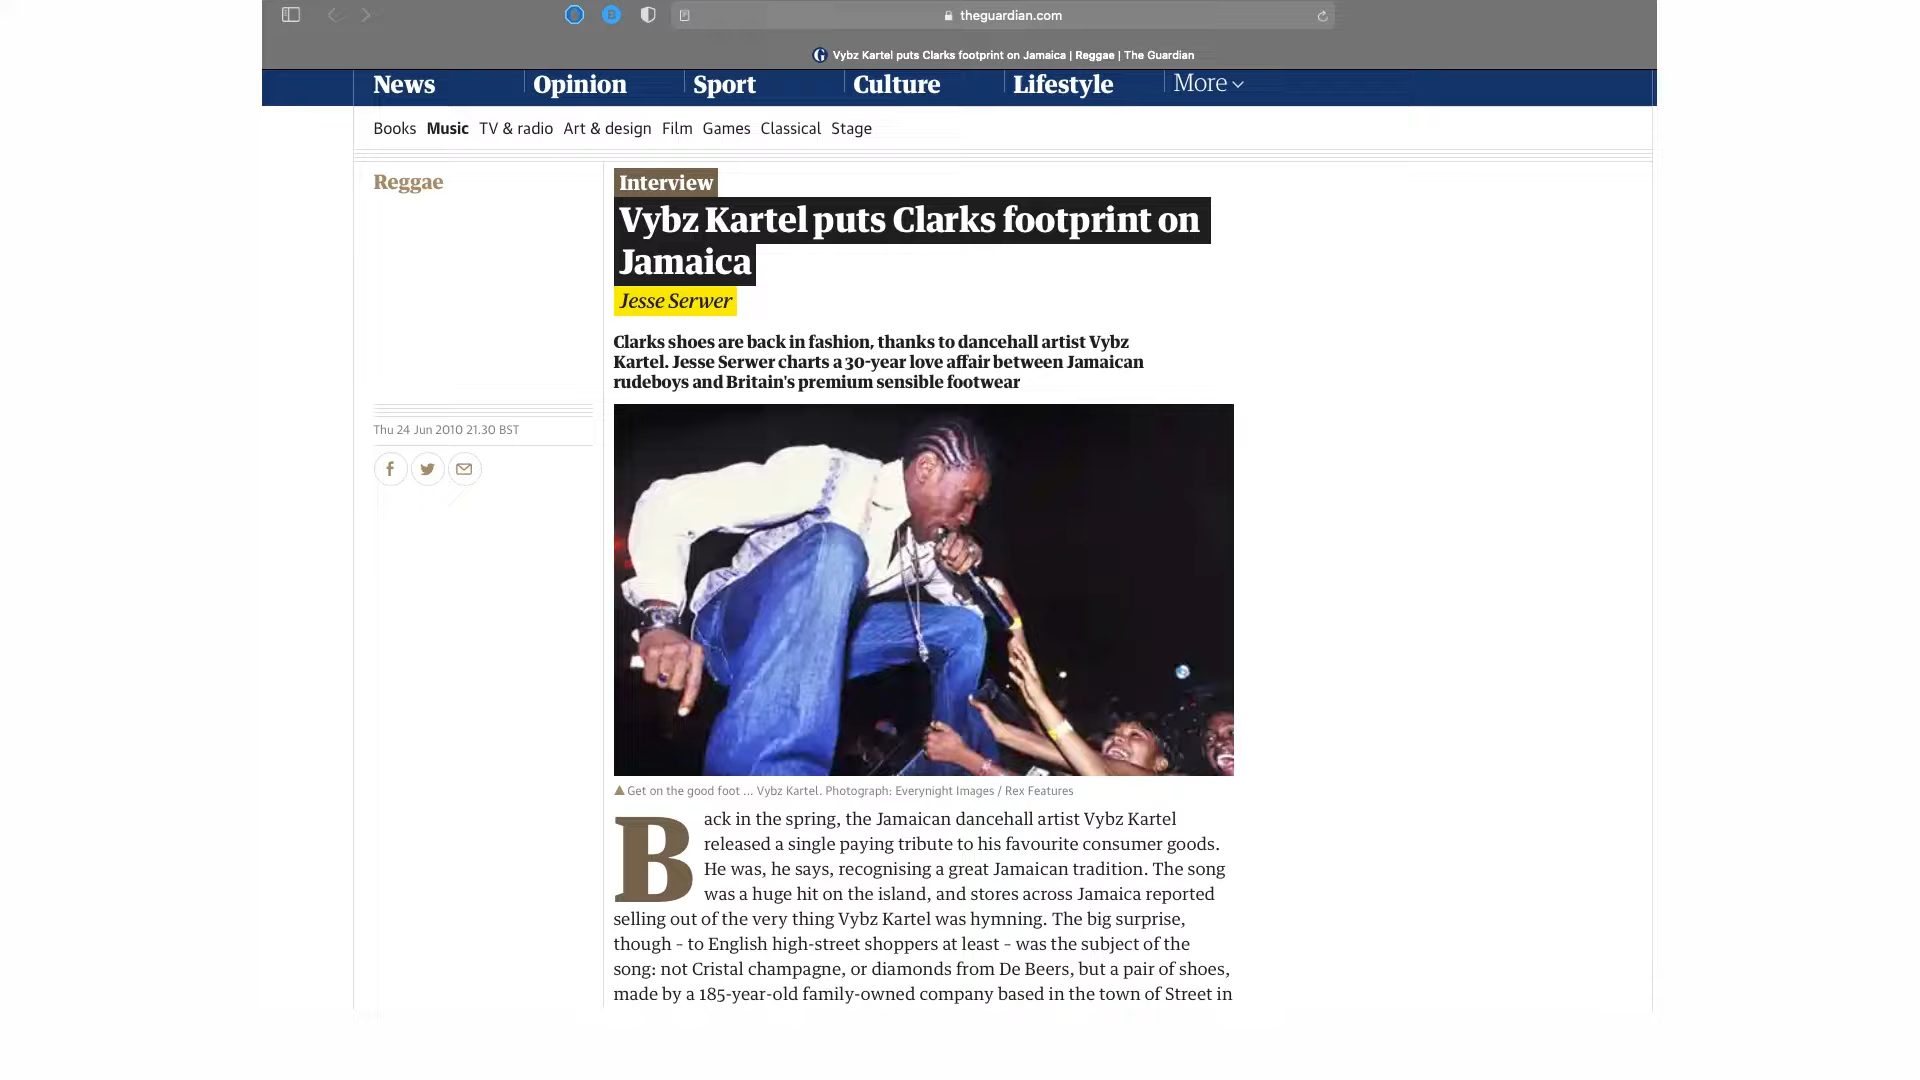 theguardian.com
Vybz Kartel puts Clarks footprint on Jamaica | Reggae | The Guardian
News Opinion Sport Culture Lifestyle More
Books Music TV & radio Art & design Film Games Classical Stage
Reggae
Interview
Vybz Kartel puts Clarks footprint on
Jamaica
Jesse Serwer
Clarks shoes are back in fashion, thanks to dancehall artist Vybz
Kartel. Jesse Serwer charts a 30-year love affair between Jamaican
rudeboys and Britain's premium sensible footwear
Thu 24 Jun 2010 21.30 BST
Get on the good foot ... Vybz Kartel. Photograph: Everynight Images / Rex Features
Back in the spring, the Jamaican dancehall artist Vybz Kartel
released a single paying tribute to his favourite consumer goods.
He was, he says, recognising a great Jamaican tradition. The song
was a huge hit on the island, and stores across Jamaica reported
selling out of the very thing Vybz Kartel was hymning. The big surprise,
though – to English high-street shoppers at least – was the subject of the
song: not Cristal champagne, or diamonds from De Beers, but a pair of shoes,
made by a 185-year-old family-owned company based in the town of Street in